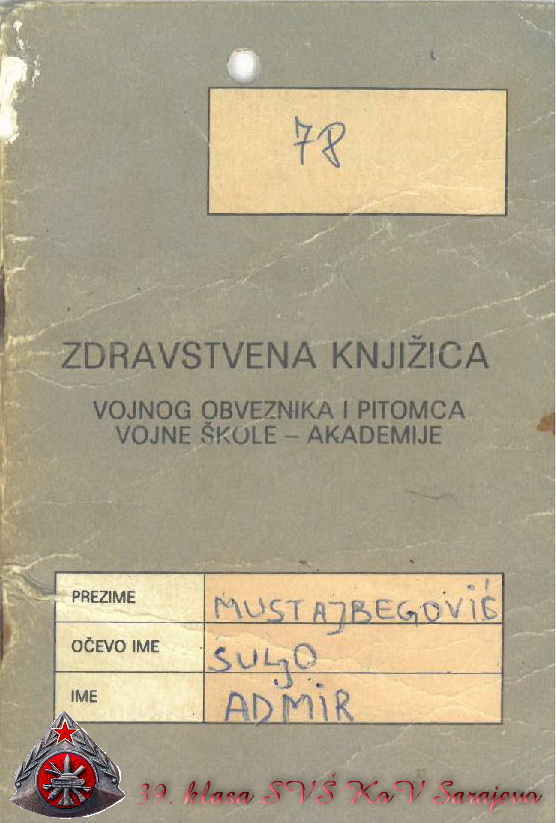 78
ZDRAVSTVENA KNJIŽICA
VOJNOG OBVEZNIKA I PITOMCA
VOJNE ŠKOLE – AKADEMIJE
PREZIME MUSTAJBEGOVIĆ
OČEVO IME SULJO
IME ADMIR
39. klasa SVŠ KoV Sarajevo